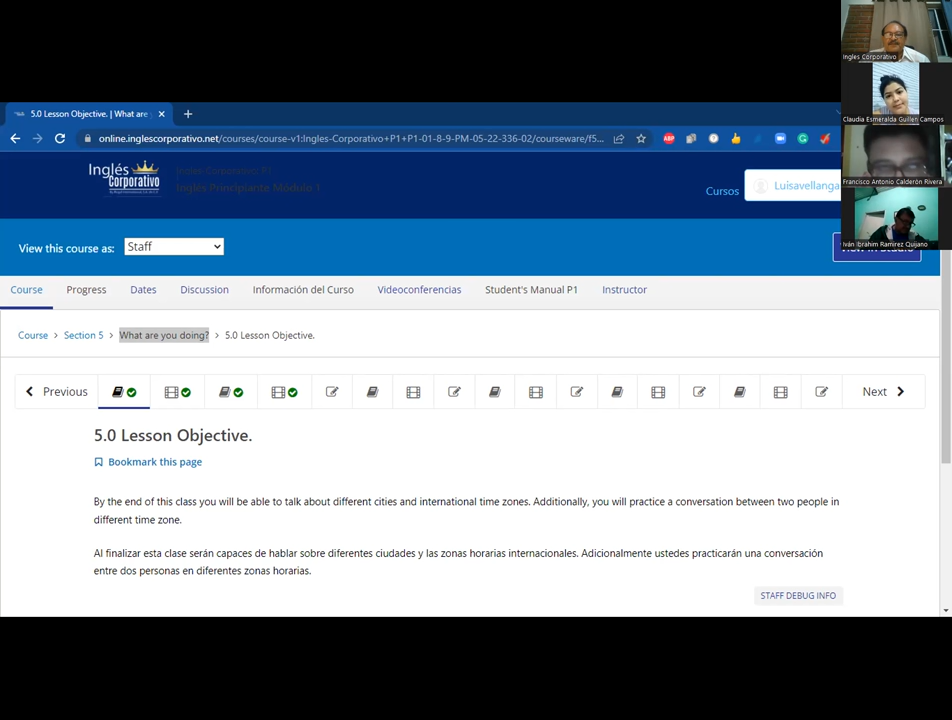 5.0 Lesson Objective. | What are
online.inglescorporativo.net/courses/course-v1:Ingles-Corporativo+P1+P1-01-8-9-PM-05-22-336-02/courseware/f5...
Inglés
Corporativo
Ingles-Corporativo P1
Inglés Principiante Módulo 1
Cursos
Luisavellanga
View this course as:
Staff
View in Studio
Course
Progress
Dates
Discussion
Información del Curso
Videoconferencias
Student's Manual P1
Instructor
Course > Section 5 > What are you doing? > 5.0 Lesson Objective.
Previous
Next
5.0 Lesson Objective.
Bookmark this page
By the end of this class you will be able to talk about different cities and international time zones. Additionally, you will practice a conversation between two people in
different time zone.
Al finalizar esta clase serán capaces de hablar sobre diferentes ciudades y las zonas horarias internacionales. Adicionalmente ustedes practicarán una conversación
entre dos personas en diferentes zonas horarias.
STAFF DEBUG INFO
Ingles Corporativo
Claudia Esmeralda Guillen Campos
Francisco Antonio Calderón Rivera
Iván Ibrahim Ramirez Quijano